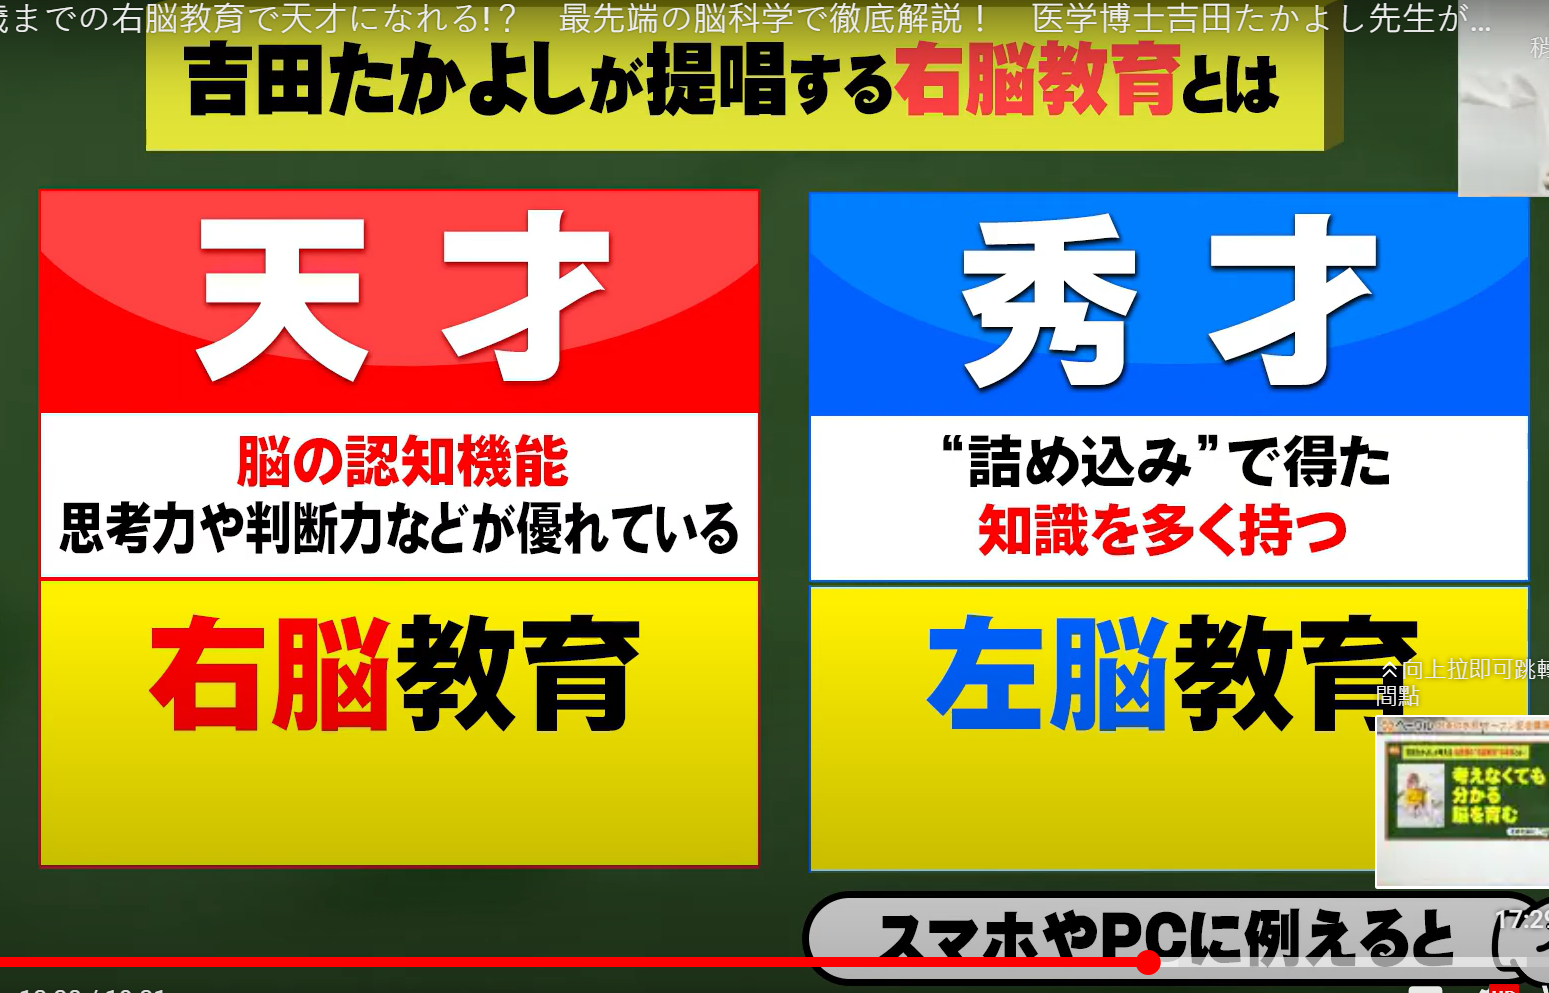 歳までの右脳教育で天才になれる!？　最先端の脳科学で徹底解説！　医学博士吉田たかよし先生が...
吉田たかよしが提唱する右脳教育とは
天才
脳の認知機能
思考力や判断力などが優れている
右脳教育
秀才
“詰め込み”で得た
知識を多く持つ
左脳教育
向上拉即可跳轉
間點
考えなくても
分かる
脳を育む
スマホやPCに例えると